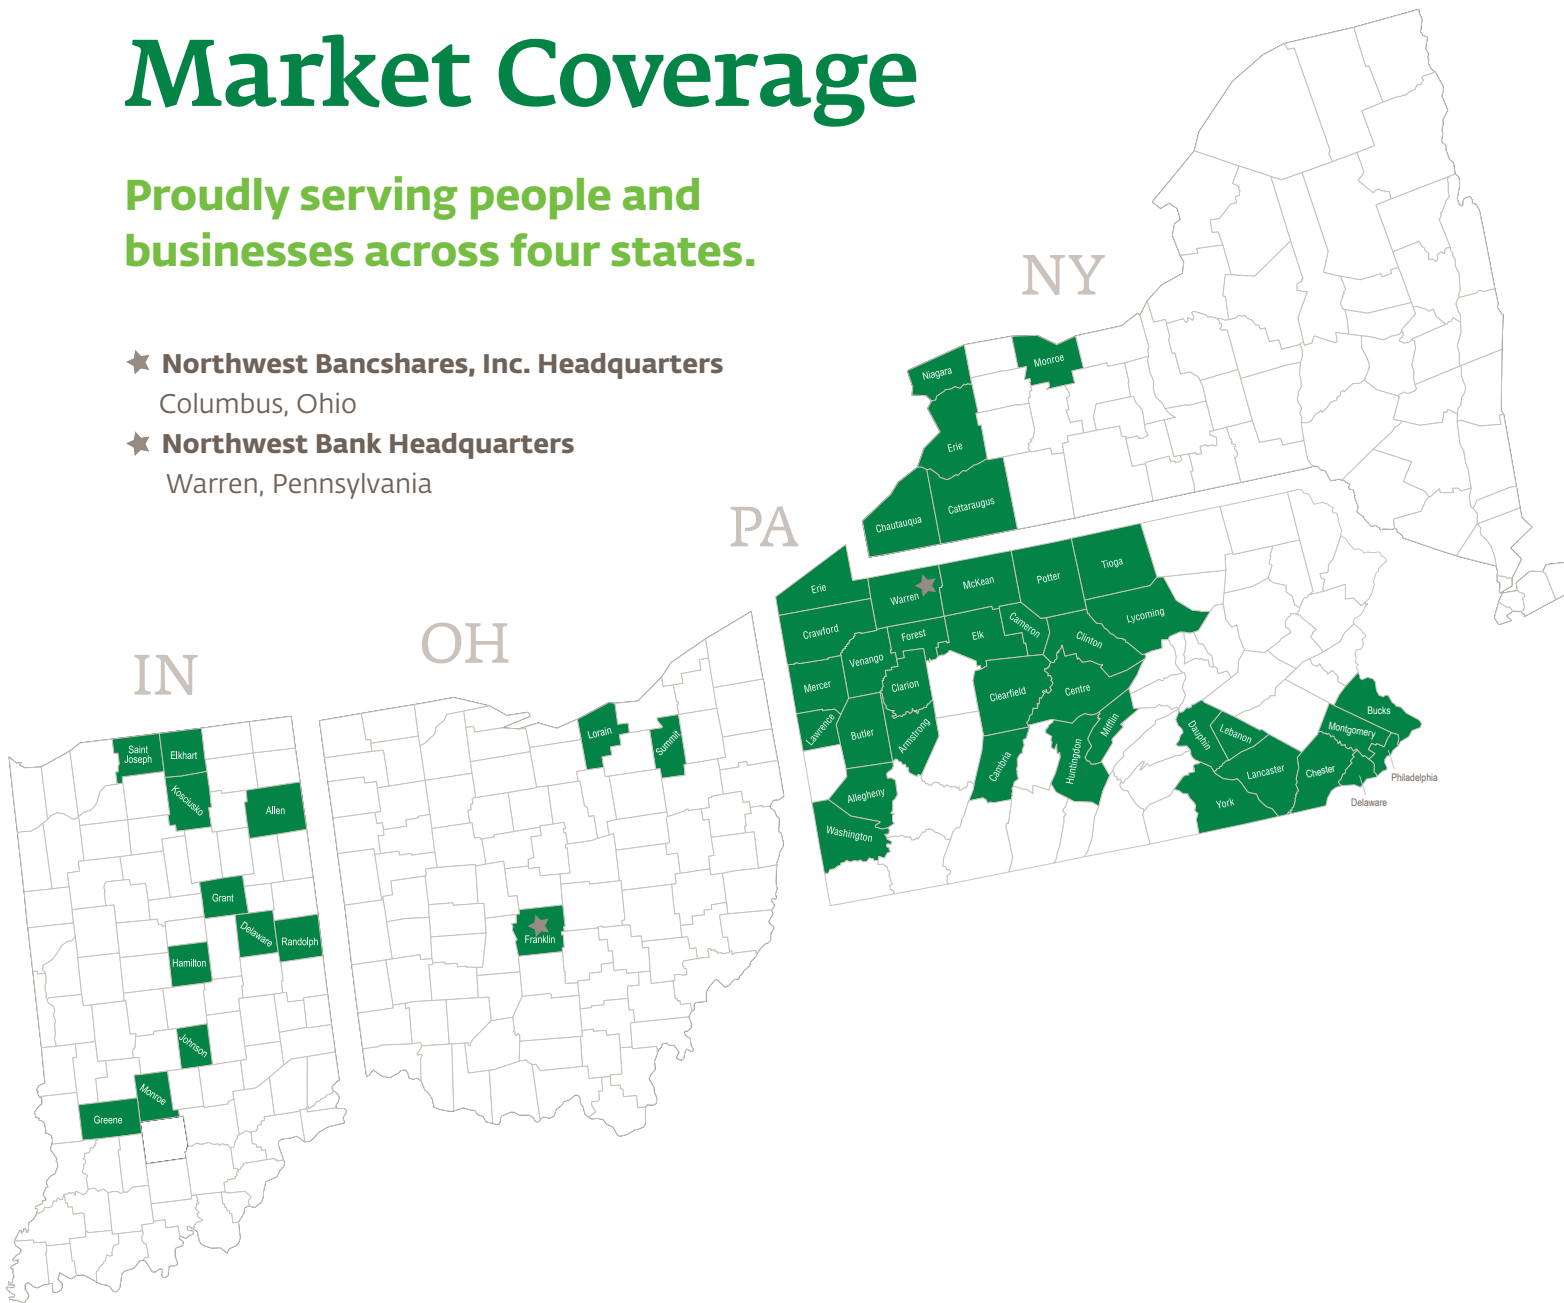 Market Coverage
Proudly serving people and
businesses across four states.
Northwest Bancshares, Inc. Headquarters
Columbus, Ohio
Northwest Bank Headquarters
Warren, Pennsylvania
NY
Niagara
Monroe
Erie
Chautauqua
Cattaraugus
PA
Erie
Warren
McKean
Potter
Tioga
Crawford
Forest
Elk
Cameron
Clinton
Lycoming
Mercer
Venango
Clarion
Clearfield
Centre
Lawrence
Butler
Armstrong
Cambria
Huntingdon
Mifflin
Allegheny
Washington
Dauphin
Lebanon
Lancaster
York
Chester
Montgomery
Bucks
Philadelphia
Delaware
OH
Lorain
Summit
Franklin
IN
Saint
Joseph
Elkhart
Kosciusko
Allen
Grant
Delaware
Randolph
Hamilton
Johnson
Monroe
Greene